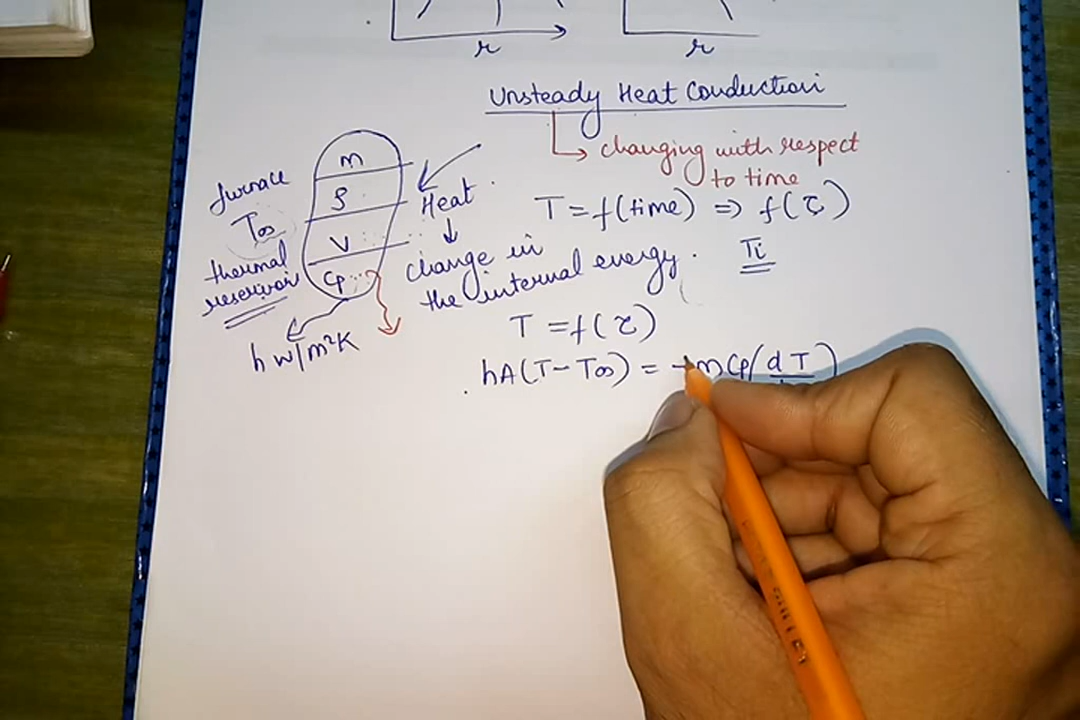 r r
Unsteady Heat Conduction
changing with respect
to time
T = f(time) => f(τ)
Ti
furnace
T∞
thermal
reservoir
m
ρ
V
Cp
h W/m²K
Heat
change in
the internal energy.
T = f(τ)
hA(T - T∞) = - m Cp (dT